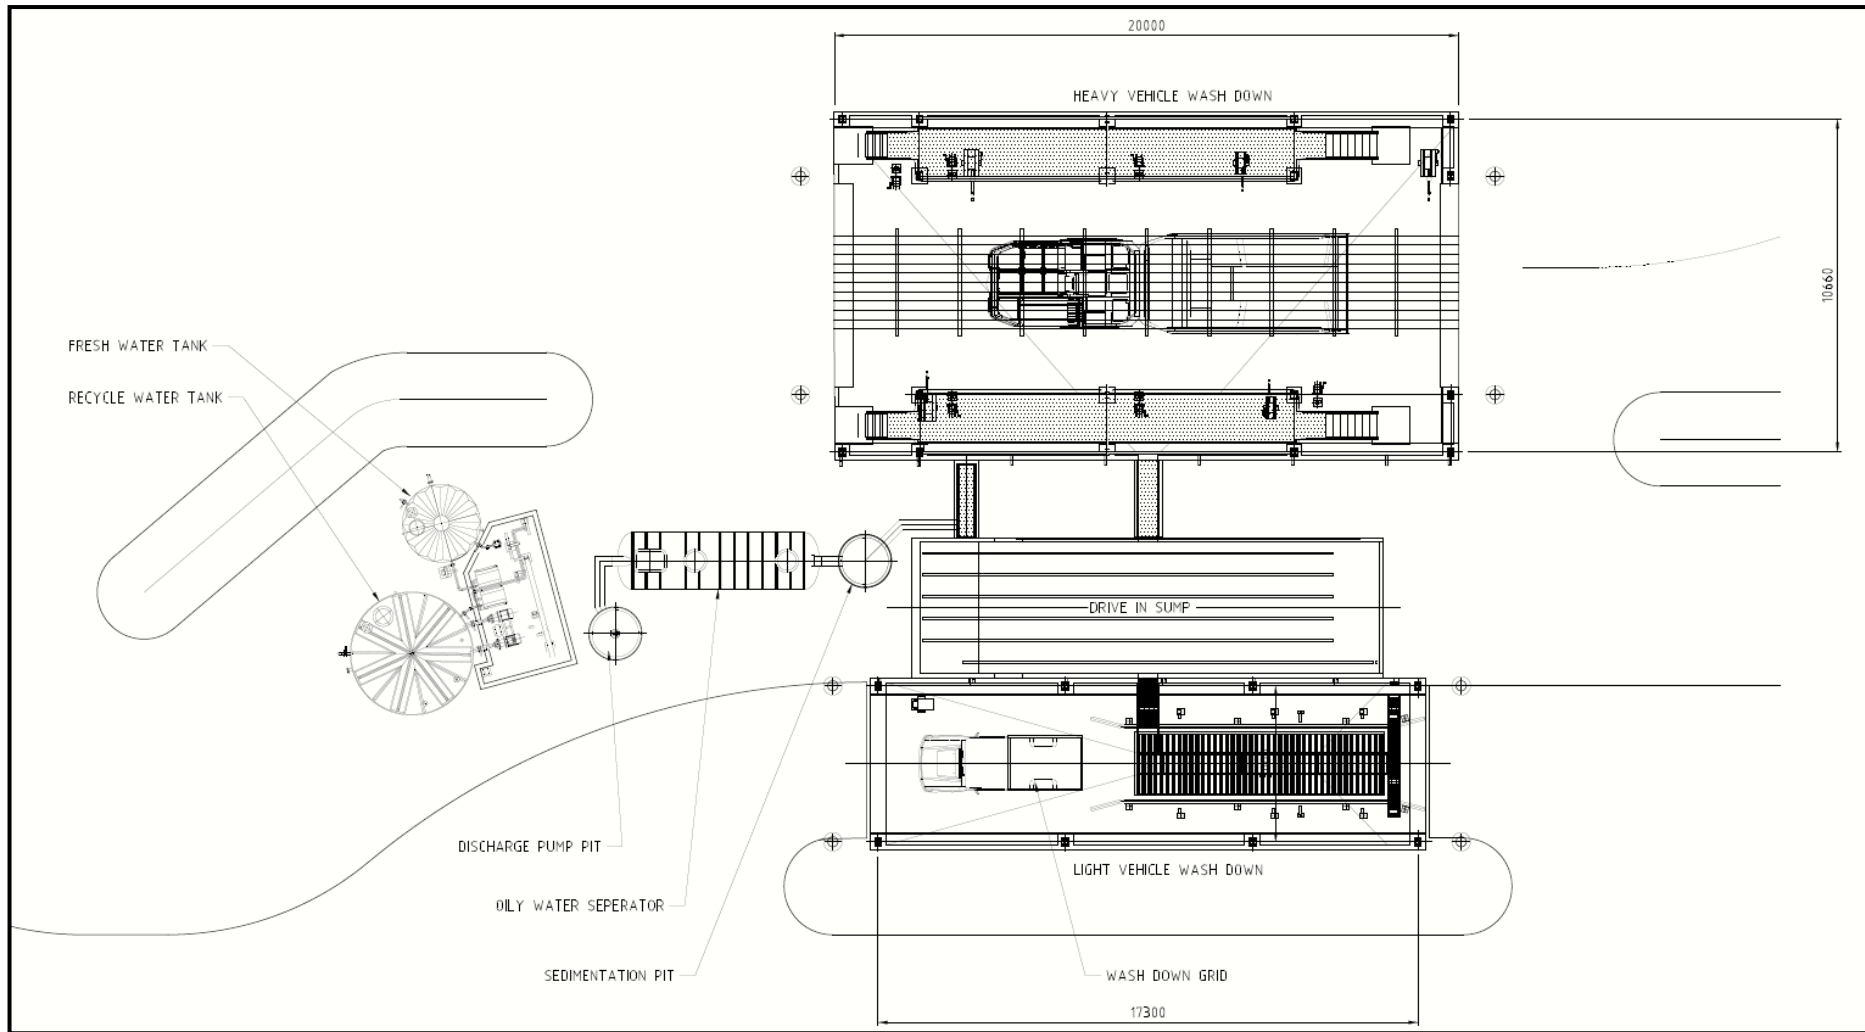 20000
HEAVY VEHICLE WASH DOWN
10660
FRESH WATER TANK
RECYCLE WATER TANK
DRIVE IN SUMP
DISCHARGE PUMP PIT
LIGHT VEHICLE WASH DOWN
OILY WATER SEPERATOR
SEDIMENTATION PIT
WASH DOWN GRID
17300